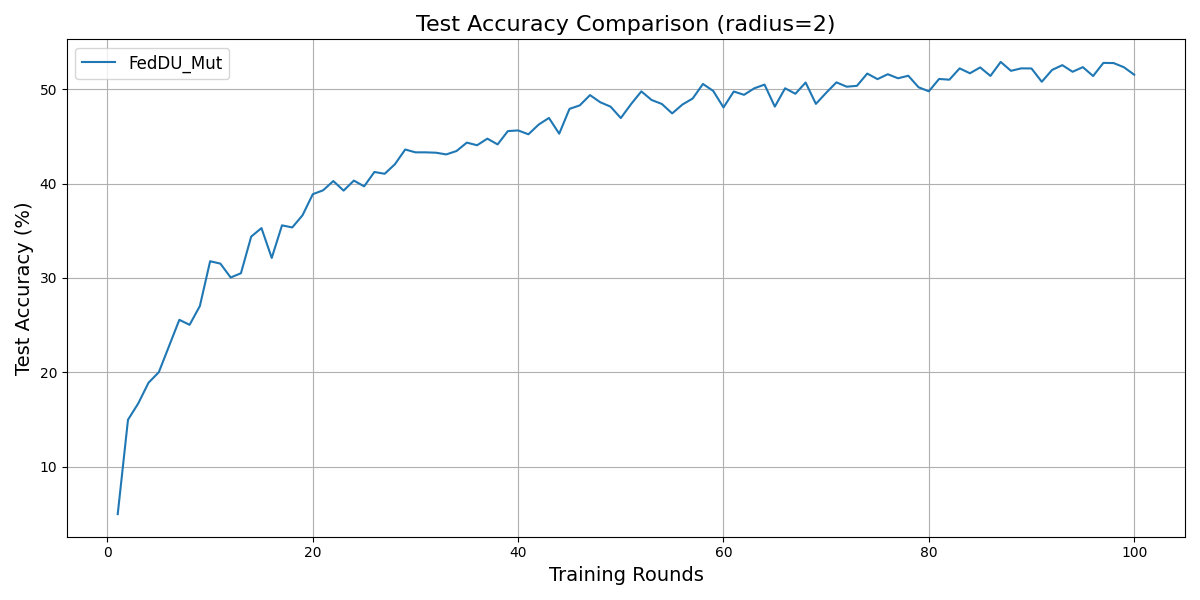 Test Accuracy Comparison (radius=2)
FedDU_Mut
Test Accuracy (%)
50
40
30
20
10
0 20 40 60 80 100
Training Rounds